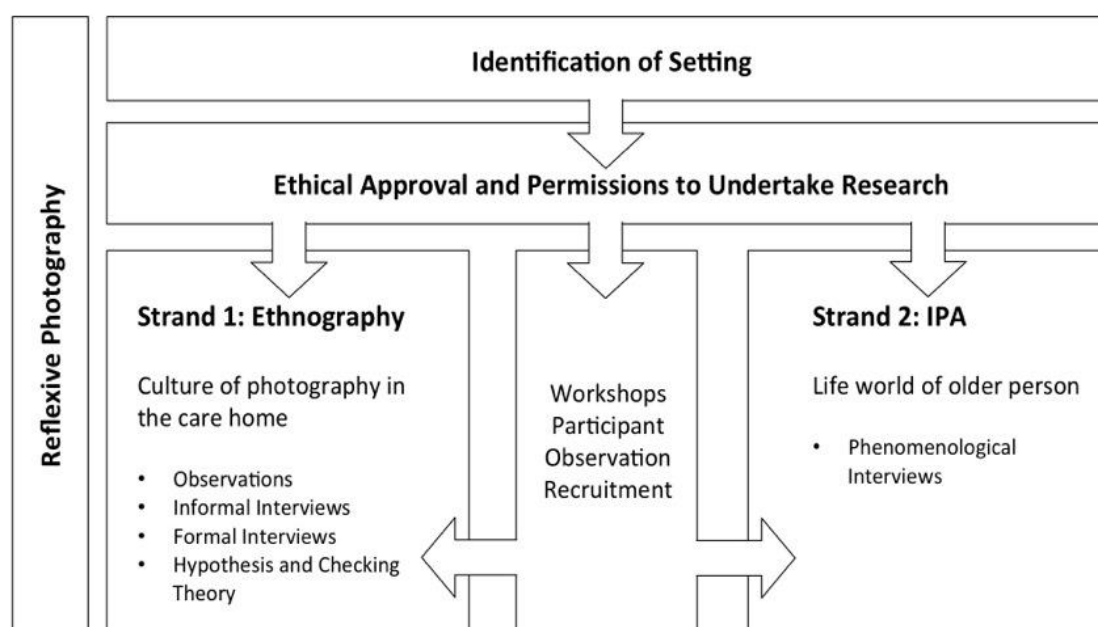 Reflexive Photography
Identification of Setting
Ethical Approval and Permissions to Undertake Research
Strand 1: Ethnography
Culture of photography in
the care home
• Observations
• Informal Interviews
• Formal Interviews
• Hypothesis and Checking
Theory
Workshops
Participant
Observation
Recruitment
Strand 2: IPA
Life world of older person
• Phenomenological
Interviews